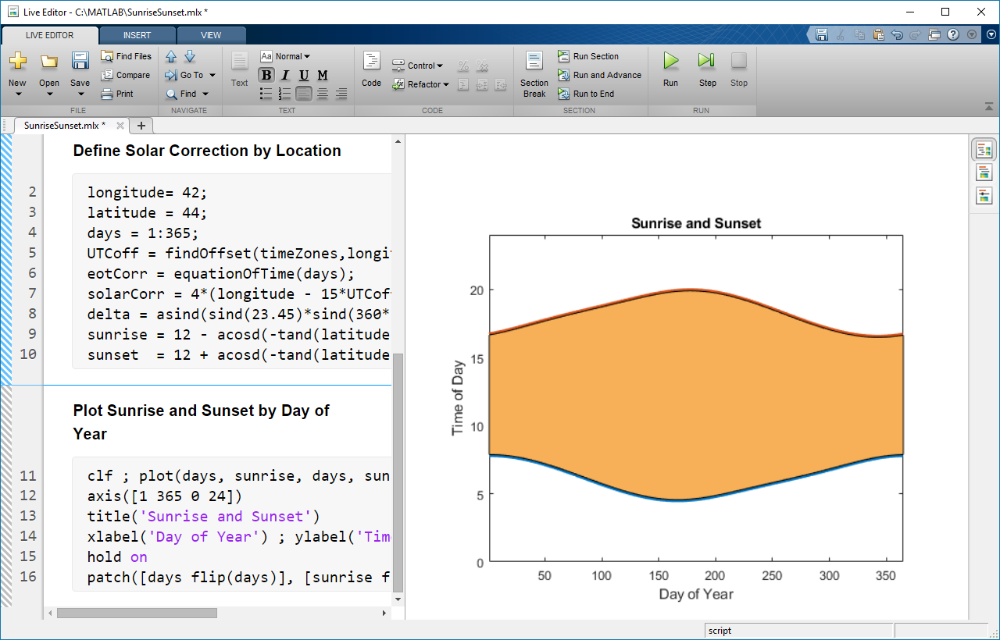 Live Editor - C:\MATLAB\SunriseSunset.mlx *
LIVE EDITOR INSERT VIEW
New Open Save
Find Files
Compare
Print
FILE
Go To
Find
NAVIGATE
Text
Normal
B I U M
TEXT
Code
Control
Refactor
CODE
Section
Break
Run Section
Run and Advance
Run to End
SECTION
Run Step Stop
RUN
SunriseSunset.mlx *
Define Solar Correction by Location
2 longitude= 42;
3 latitude = 44;
4 days = 1:365;
5 UTCoff = findOffset(timeZones,longi
6 eotCorr = equationOfTime(days);
7 solarCorr = 4*(longitude - 15*UTCof
8 delta = asind(sind(23.45)*sind(360*
9 sunrise = 12 - acosd(-tand(latitude
10 sunset  = 12 + acosd(-tand(latitude
Plot Sunrise and Sunset by Day of
Year
11 clf ; plot(days, sunrise, days, sun
12 axis([1 365 0 24])
13 title('Sunrise and Sunset')
14 xlabel('Day of Year') ; ylabel('Tim
15 hold on
16 patch([days flip(days)], [sunrise f
Sunrise and Sunset
20
15
10
5
0
Time of Day
50 100 150 200 250 300 350
Day of Year
script